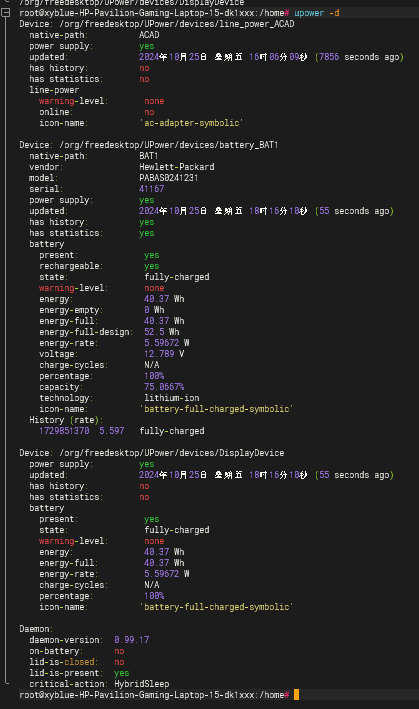 /org/freedesktop/UPower/devices/DisplayDevice
root@xyblue-HP-Pavilion-Gaming-Laptop-15-dk1xxx:/home# upower -d
Device: /org/freedesktop/UPower/devices/line_power_ACAD
native-path: ACAD
power supply: yes
updated: 2024年10月25日 星期五 16时06分09秒 (7856 seconds ago)
has history: no
has statistics: no
line-power
warning-level: none
online: no
icon-name: 'ac-adapter-symbolic'
Device: /org/freedesktop/UPower/devices/battery_BAT1
native-path: BAT1
vendor: Hewlett-Packard
model: PABAS0241231
serial: 41167
power supply: yes
updated: 2024年10月25日 星期五 18时16分10秒 (55 seconds ago)
has history: yes
has statistics: yes
battery
present: yes
rechargeable: yes
state: fully-charged
warning-level: none
energy: 40.37 Wh
energy-empty: 0 Wh
energy-full: 40.37 Wh
energy-full-design: 52.5 Wh
energy-rate: 5.59672 W
voltage: 12.789 V
charge-cycles: N/A
percentage: 100%
capacity: 75.0667%
technology: lithium-ion
icon-name: 'battery-full-charged-symbolic'
History (rate):
1729851370 5.597 fully-charged
Device: /org/freedesktop/UPower/devices/DisplayDevice
power supply: yes
updated: 2024年10月25日 星期五 18时16分10秒 (55 seconds ago)
has history: no
has statistics: no
battery
present: yes
state: fully-charged
warning-level: none
energy: 40.37 Wh
energy-full: 40.37 Wh
energy-rate: 5.59672 W
charge-cycles: N/A
percentage: 100%
icon-name: 'battery-full-charged-symbolic'
Daemon:
daemon-version: 0.99.17
on-battery: no
lid-is-closed: no
lid-is-present: yes
critical-action: HybridSleep
root@xyblue-HP-Pavilion-Gaming-Laptop-15-dk1xxx:/home#